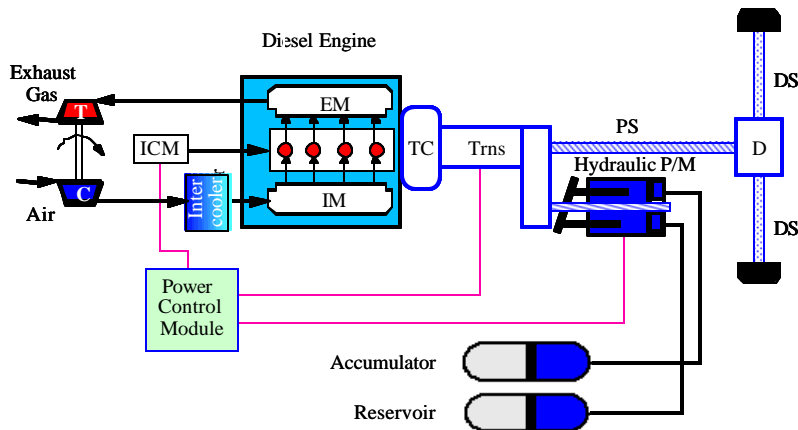 Diesel Engine
Exhaust
Gas
T
EM
DS
ICM
TC
Trns
PS
D
Hydraulic P/M
C
Inter
cooler
IM
Air
DS
Power
Control
Module
Accumulator
Reservoir